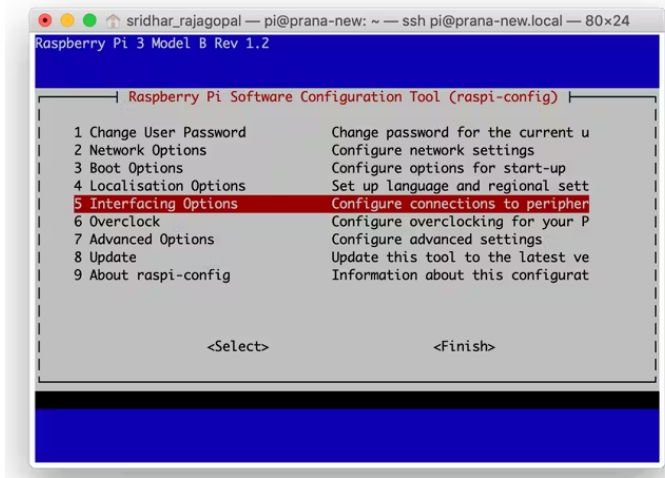 sridhar_rajagopal — pi@prana-new: ~ — ssh pi@prana-new.local — 80×24
Raspberry Pi 3 Model B Rev 1.2
Raspberry Pi Software Configuration Tool (raspi-config)
1 Change User Password Change password for the current u
2 Network Options Configure network settings
3 Boot Options Configure options for start-up
4 Localisation Options Set up language and regional sett
5 Interfacing Options Configure connections to peripher
6 Overclock Configure overclocking for your P
7 Advanced Options Configure advanced settings
8 Update Update this tool to the latest ve
9 About raspi-config Information about this configurat
<Select> <Finish>